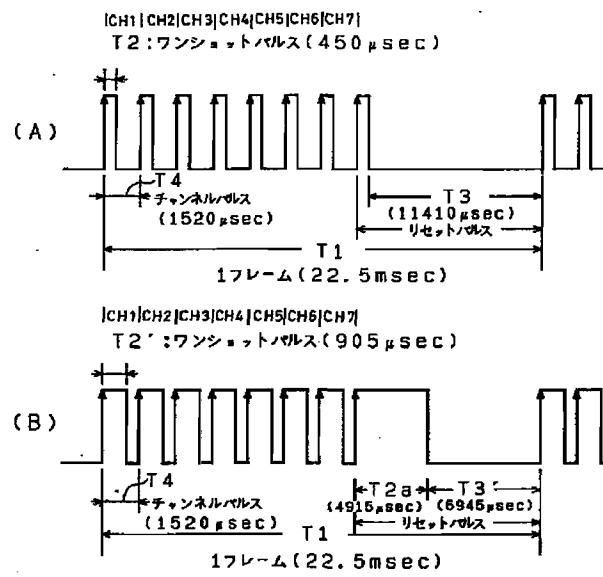 |CH1|CH2|CH3|CH4|CH5|CH6|CH7|
T2:ワンショットパルス(450μsec)
(A)
T4
チャンネルパルス
(1520μsec)
T3
(11410μsec)
リセットパルス
T1
1フレーム(22.5msec)
|CH1|CH2|CH3|CH4|CH5|CH6|CH7|
T2':ワンショットパルス(905μsec)
(B)
T4
チャンネルパルス
(1520μsec)
T2a
T3'
(4915μsec)
(6945μsec)
リセットパルス
T1
1フレーム(22.5msec)